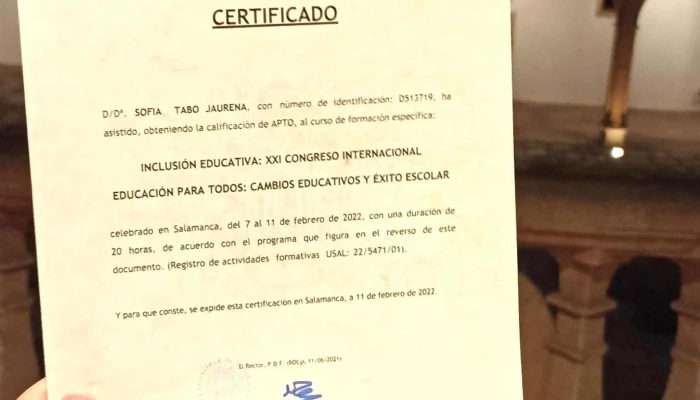 CERTIFICADO
D/Dª. SOFIA TABO JAURENA, con número de identificación: D513719, ha
asistido, obteniendo la calificación de APTO, al curso de formación específica:
INCLUSIÓN EDUCATIVA: XXI CONGRESO INTERNACIONAL
EDUCACIÓN PARA TODOS: CAMBIOS EDUCATIVOS Y ÉXITO ESCOLAR
celebrado en Salamanca, del 7 al 11 de febrero de 2022, con una duración de
20 horas, de acuerdo con el programa que figura en el reverso de este
documento. (Registro de actividades formativas USAL: 22/5471/01).
Y para que conste, se expide esta certificación en Salamanca, a 11 de febrero de 2022
El Rector, P.D.F. (BOCyL 11/06/2021)